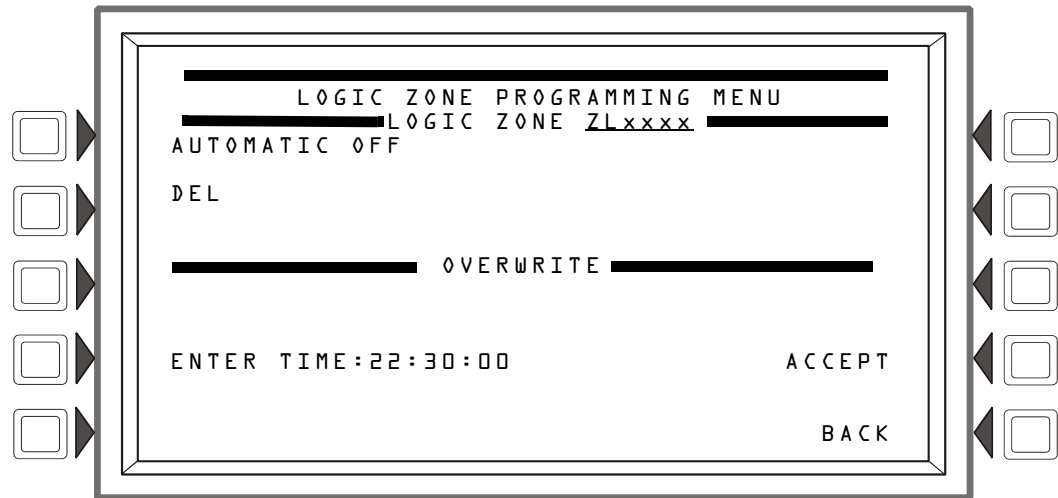 LOGIC ZONE PROGRAMMING MENU
LOGIC ZONE ZLxxxx
AUTOMATIC OFF
DEL
OVERWRITE
ENTER TIME:22:30:00 ACCEPT
BACK